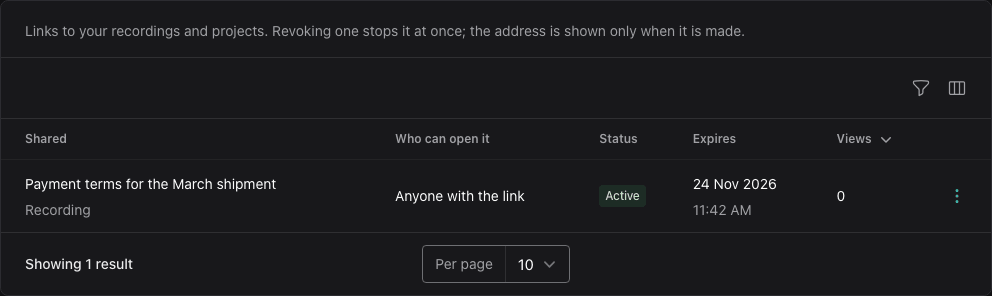 Links to your recordings and projects. Revoking one stops it at once; the address is shown only when it is made.
Shared Who can open it Status Expires Views
Payment terms for the March shipment Anyone with the link Active 24 Nov 2026 0
Recording 11:42 AM
Showing 1 result Per page 10